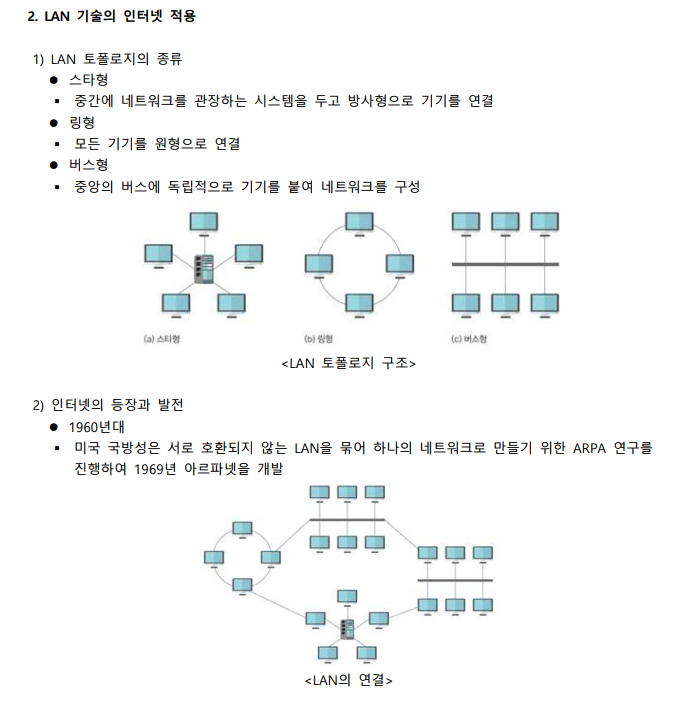 2. LAN 기술의 인터넷 적용
1) LAN 토폴로지의 종류
● 스타형
▪ 중간에 네트워크를 관장하는 시스템을 두고 방사형으로 기기를 연결
● 링형
▪ 모든 기기를 원형으로 연결
● 버스형
▪ 중앙의 버스에 독립적으로 기기를 붙여 네트워크를 구성
(a) 스타형 (b) 링형 (c) 버스형
<LAN 토폴로지 구조>
2) 인터넷의 등장과 발전
● 1960년대
▪ 미국 국방성은 서로 호환되지 않는 LAN을 묶어 하나의 네트워크로 만들기 위한 ARPA 연구를
진행하여 1969년 아르파넷을 개발
<LAN의 연결>